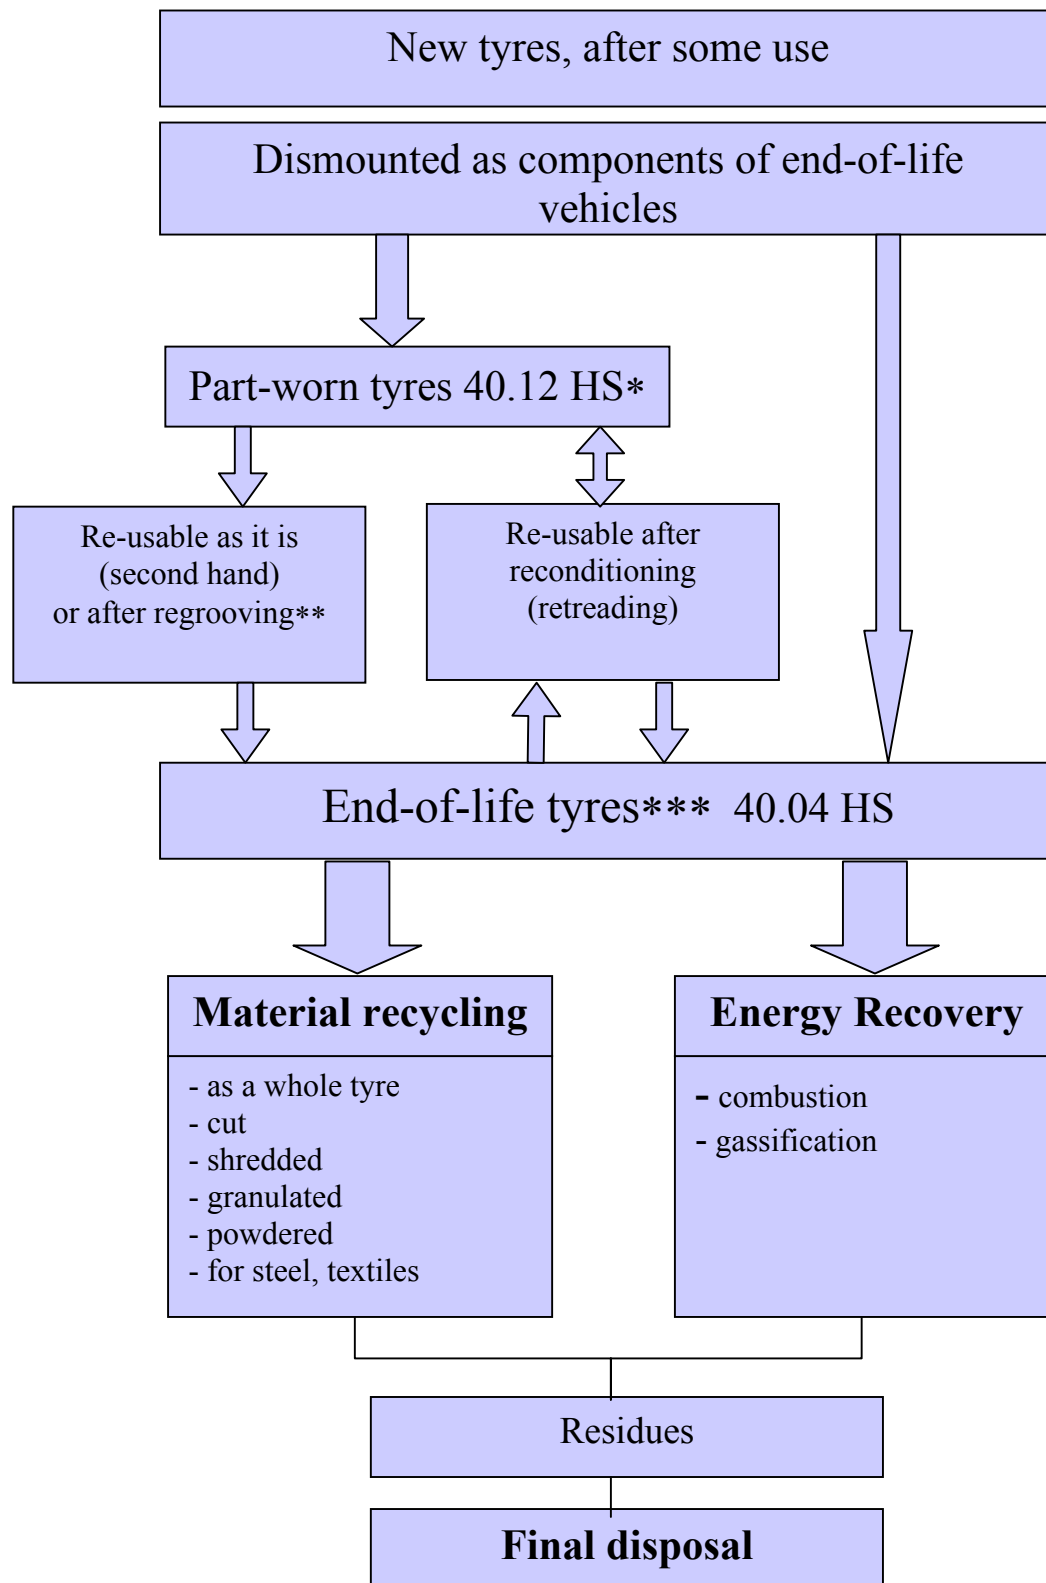 New tyres, after some use
Dismounted as components of end-of-life
vehicles
Part-worn tyres 40.12 HS*
Re-usable as it is
(second hand)
or after regrooving**
Re-usable after
reconditioning
(retreading)
End-of-life tyres*** 40.04 HS
Material recycling
- as a whole tyre
- cut
- shredded
- granulated
- powdered
- for steel, textiles
Energy Recovery
- combustion
- gassification
Residues
Final disposal